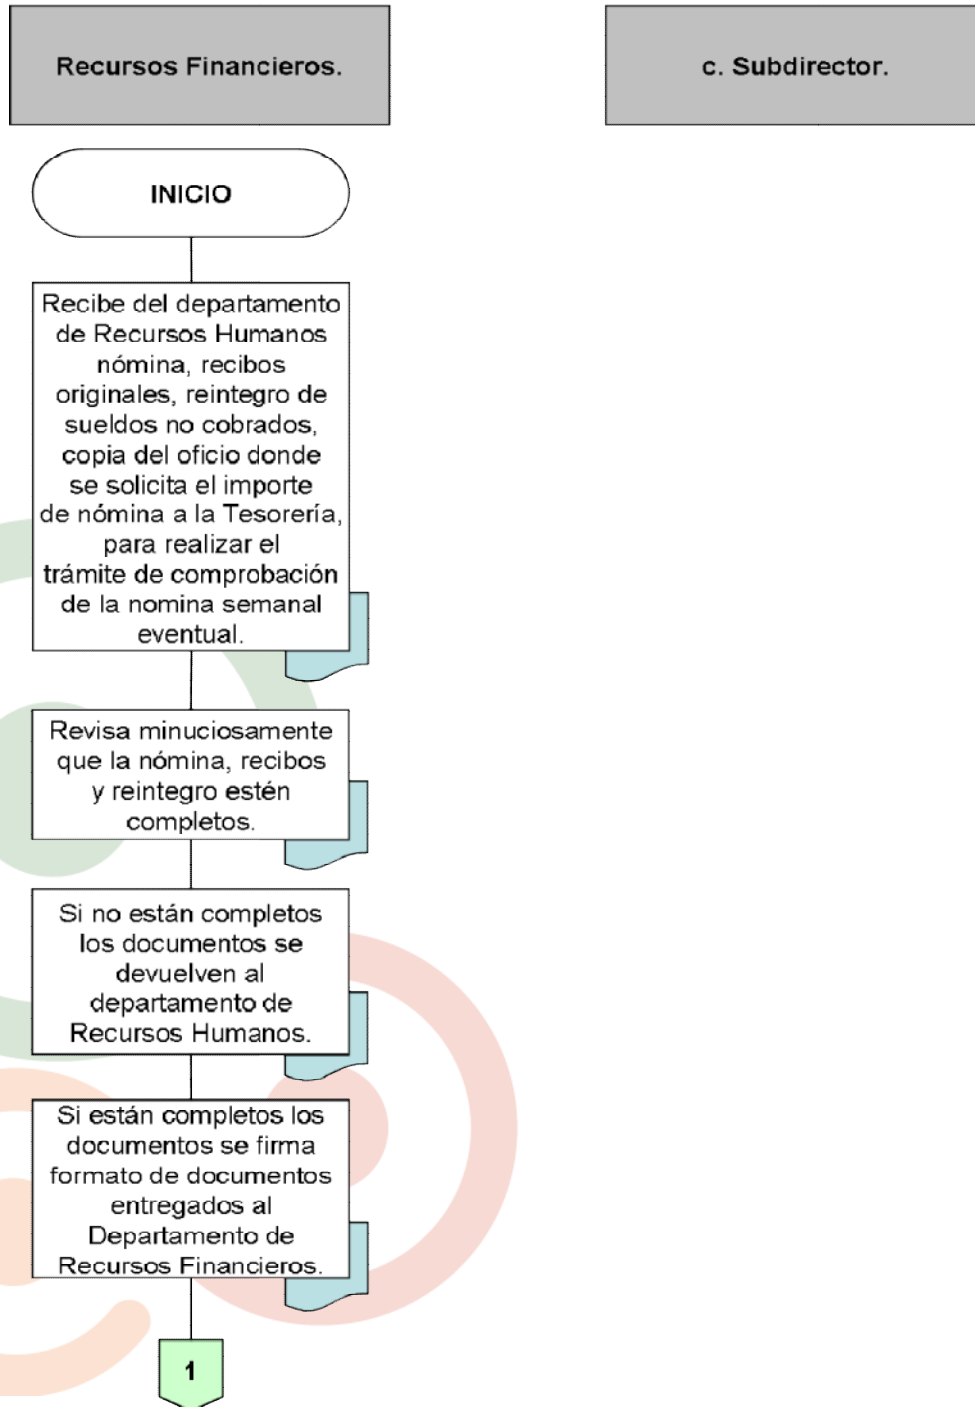 Recursos Financieros.
c. Subdirector.
INICIO
Recibe del departamento
de Recursos Humanos
nómina, recibos
originales, reintegro de
sueldos no cobrados,
copia del oficio donde
se solicita el importe
de nómina a la Tesorería,
para realizar el
trámite de comprobación
de la nomina semanal
eventual.
Revisa minuciosamente
que la nómina, recibos
y reintegro estén
completos.
Si no están completos
los documentos se
devuelven al
departamento de
Recursos Humanos.
Si están completos los
documentos se firma
formato de documentos
entregados al
Departamento de
Recursos Financieros.
1